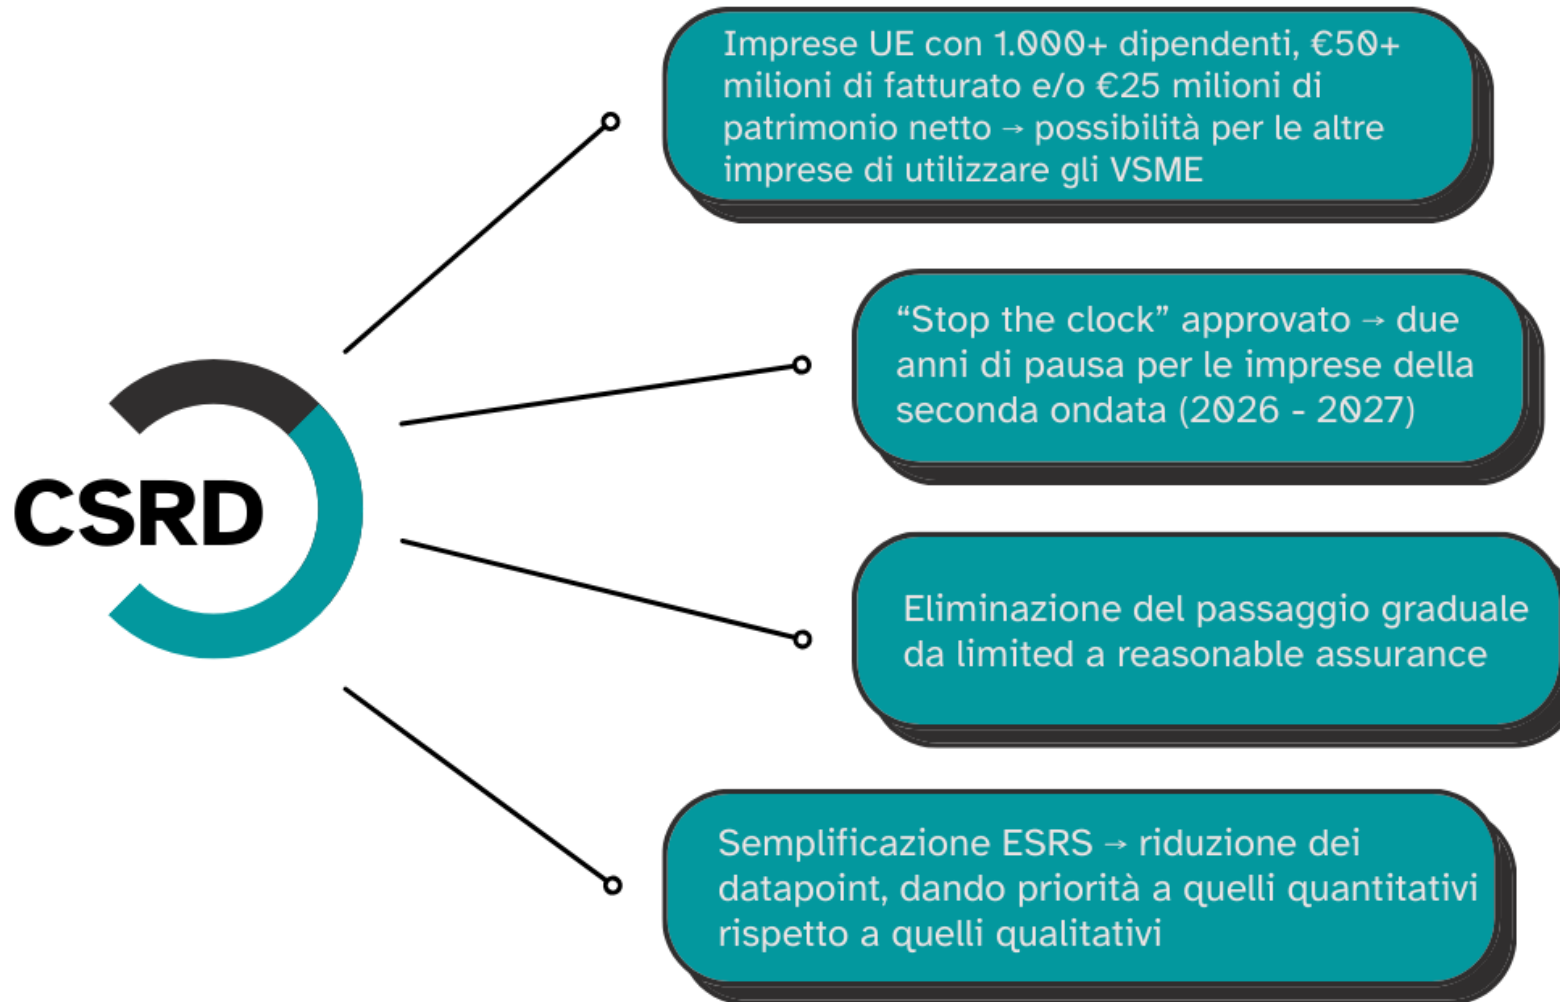 Imprese UE con 1.000+ dipendenti, €50+
milioni di fatturato e/o €25 milioni di
patrimonio netto → possibilità per le altre
imprese di utilizzare gli VSME
“Stop the clock” approvato → due
anni di pausa per le imprese della
seconda ondata (2026 - 2027)
CSRD
Eliminazione del passaggio graduale
da limited a reasonable assurance
Semplificazione ESRS → riduzione dei
datapoint, dando priorità a quelli quantitativi
rispetto a quelli qualitativi